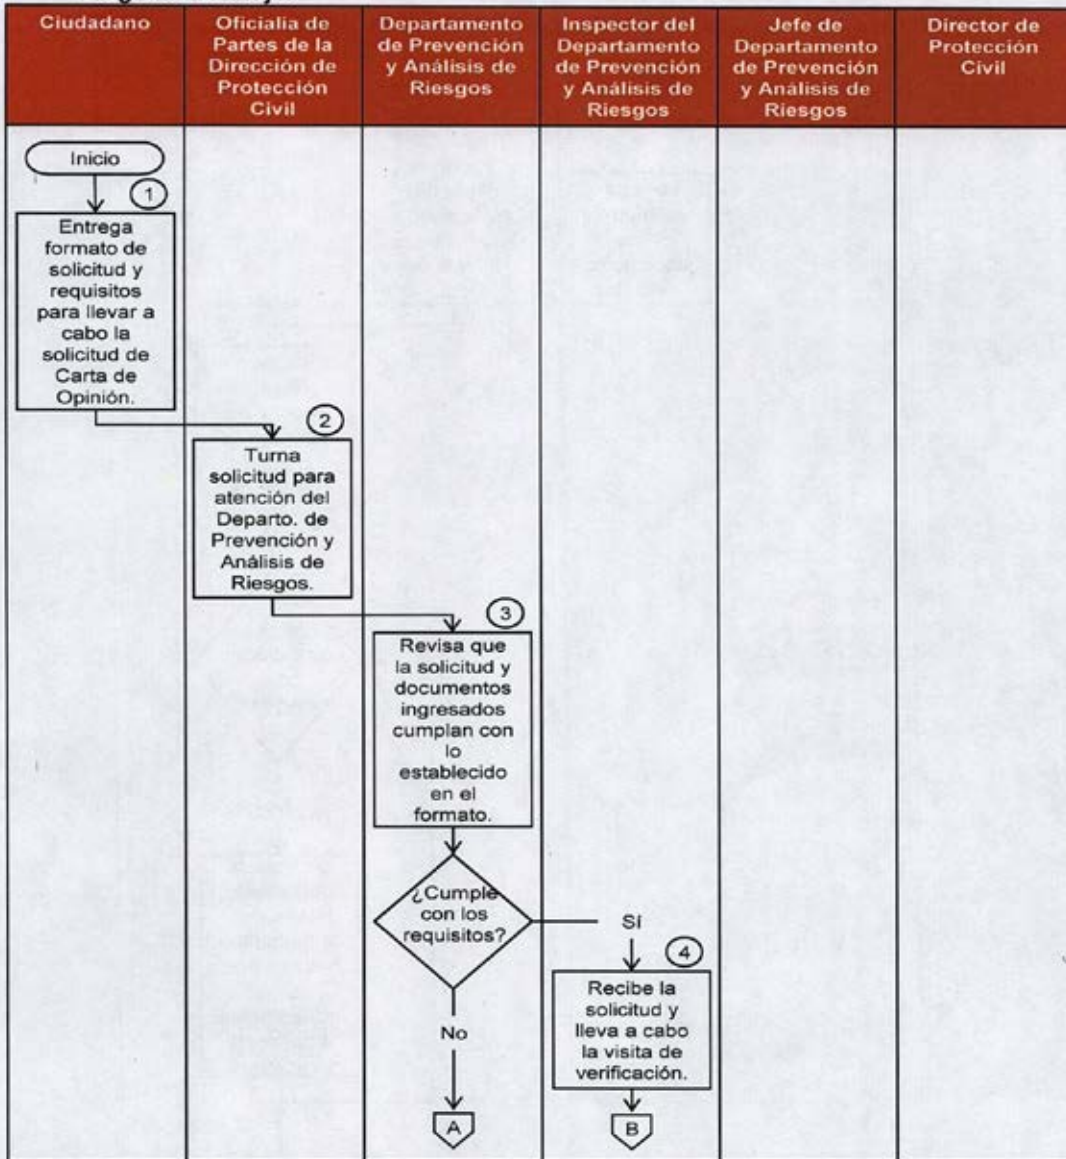 Ciudadano
Oficialia de
Partes de la
Dirección de
Protección
Civil
Departamento
de Prevención
y Análisis de
Riesgos
Inspector del
Departamento
de Prevención
y Análisis de
Riesgos
Jefe de
Departamento
de Prevención
y Análisis de
Riesgos
Director de
Protección
Civil
Inicio
1
Entrega
formato de
solicitud y
requisitos
para llevar a
cabo la
solicitud de
Carta de
Opinión.
2
Turna
solicitud para
atención del
Departo. de
Prevención y
Análisis de
Riesgos.
3
Revisa que
la solicitud y
documentos
ingresados
cumplan con
lo
establecido
en el
formato.
¿Cumple
con los
requisitos?
Sí
4
Recibe la
solicitud y
lleva a cabo
la visita de
verificación.
No
A
B